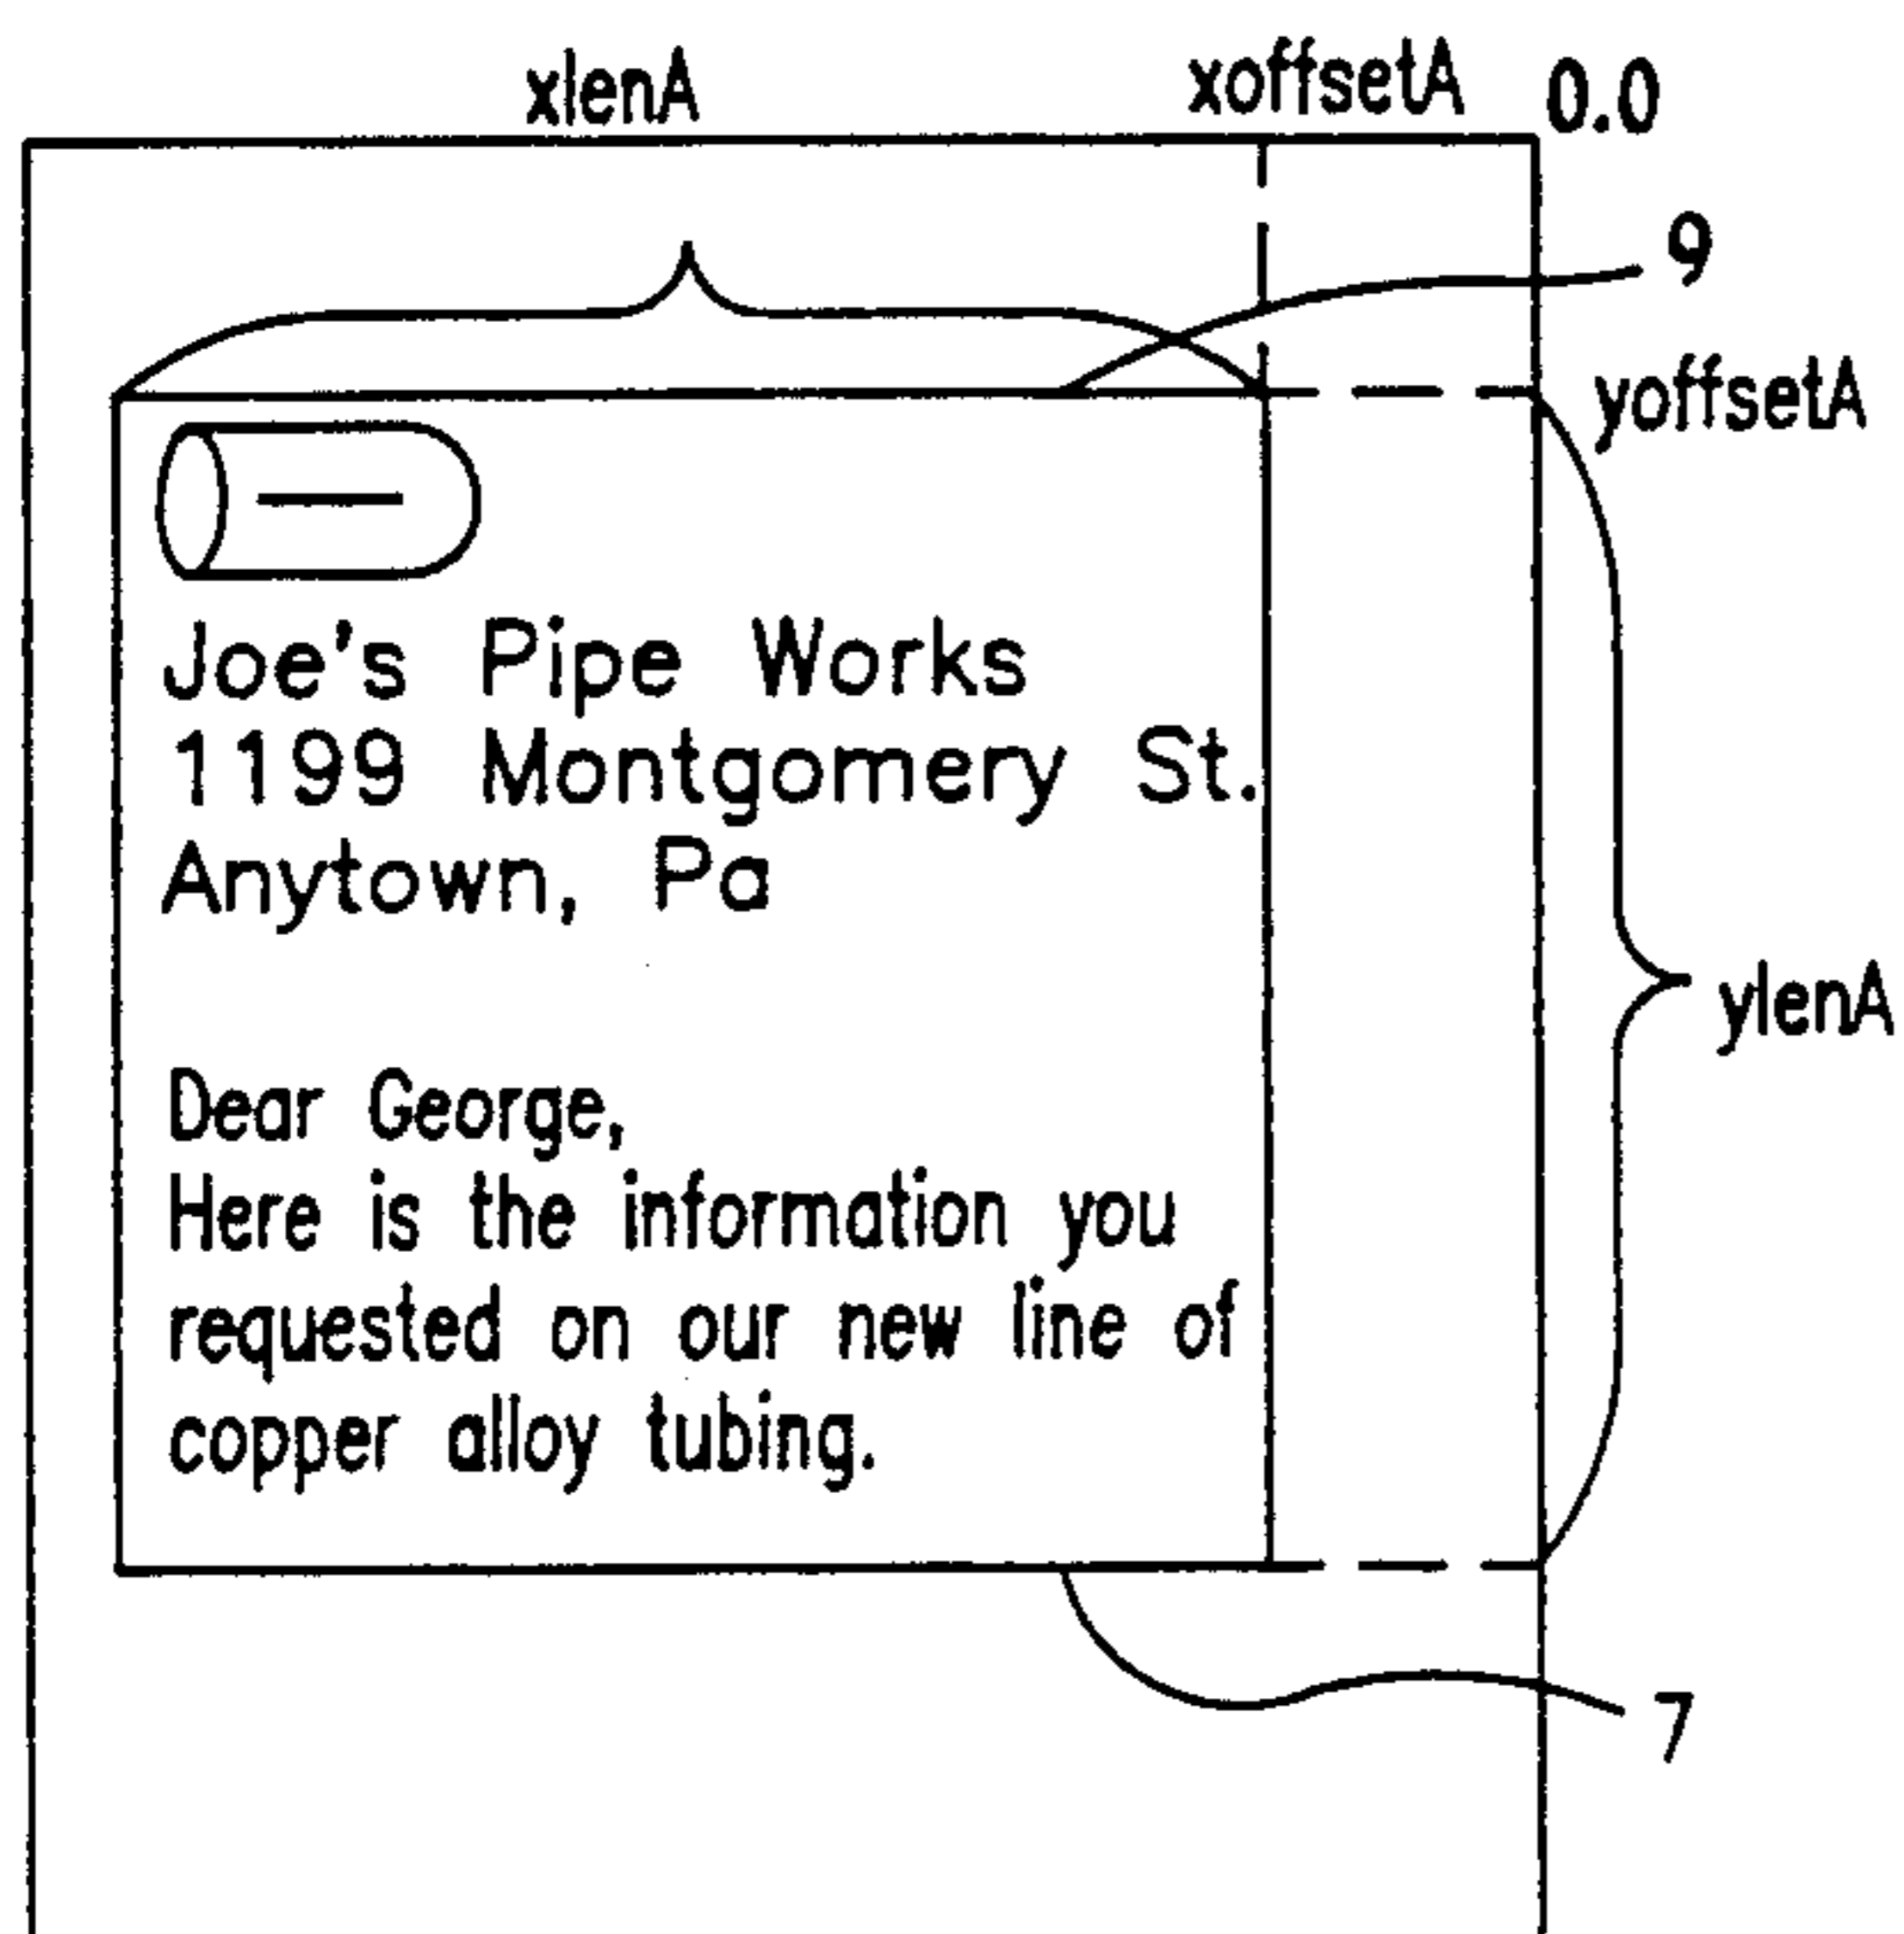 xlenA xoffsetA 0.0
9
yoffsetA
Joe's Pipe Works
1199 Montgomery St.
Anytown, Pa
ylenA
Dear George,
Here is the information you
requested on our new line of
copper alloy tubing.
7